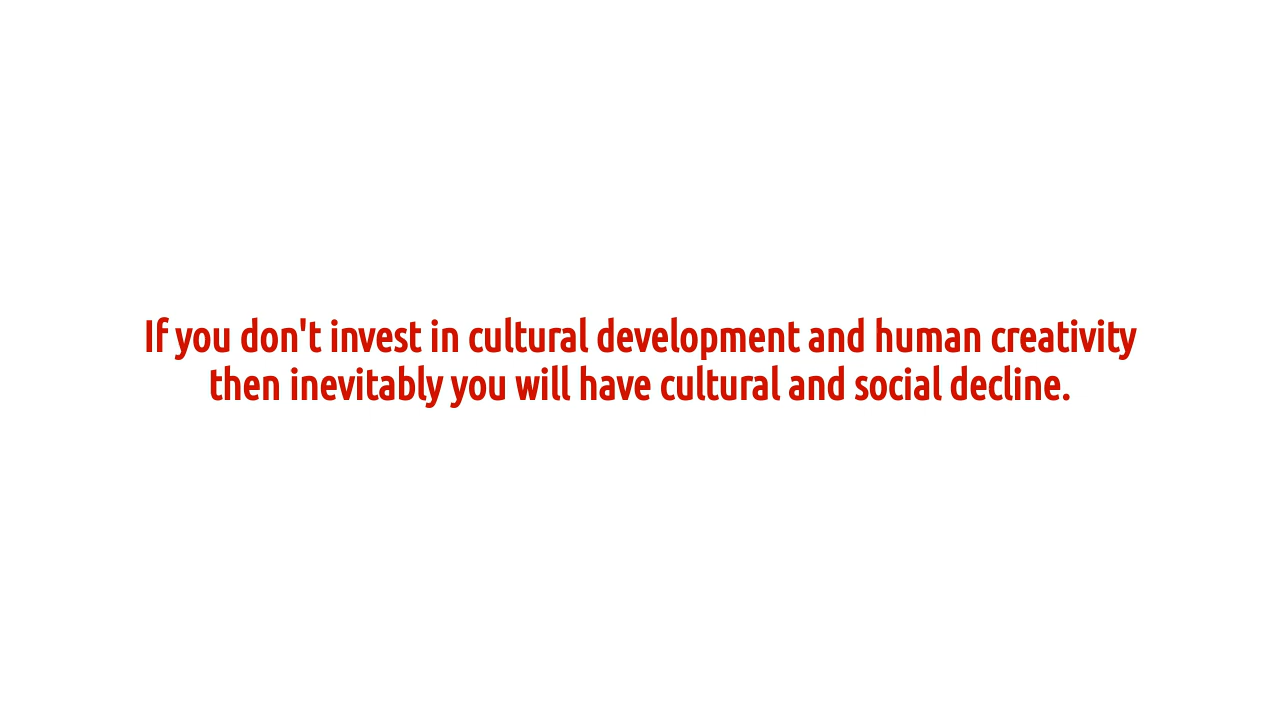 If you don't invest in cultural development and human creativity
then inevitably you will have cultural and social decline.